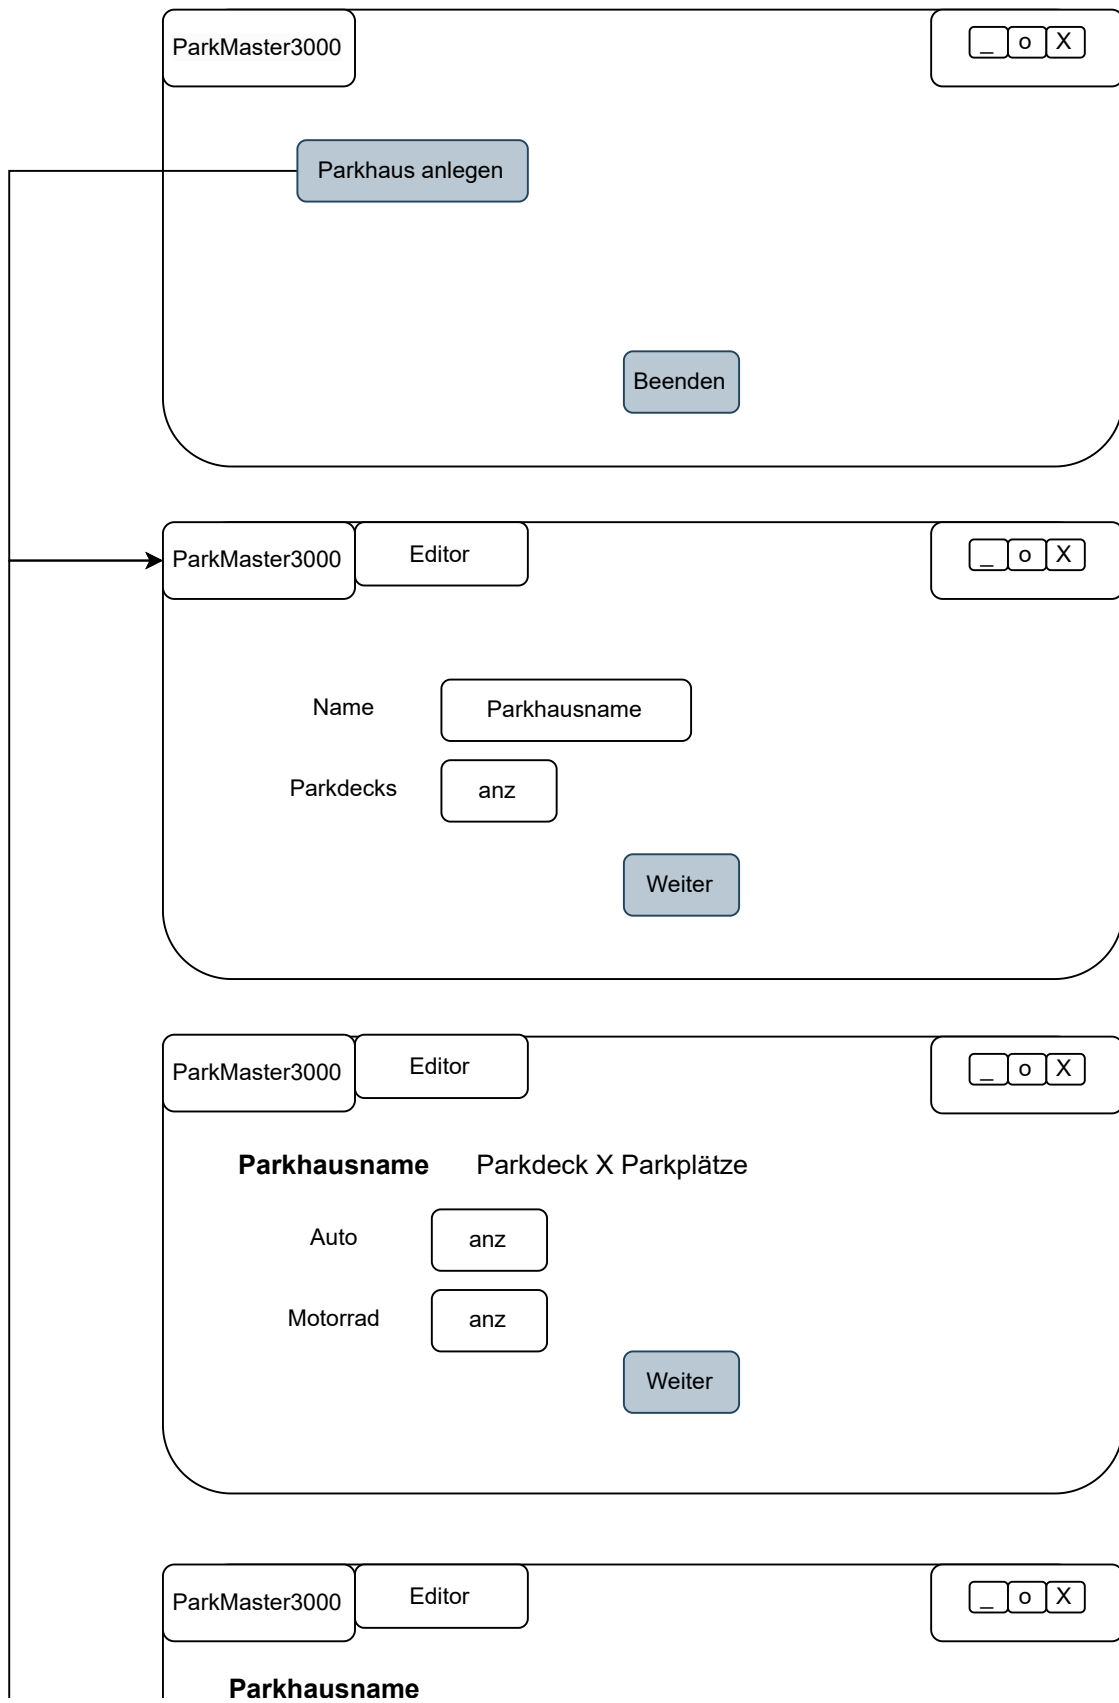 ParkMaster3000
_ o X
Parkhaus anlegen
Beenden
ParkMaster3000 Editor
_ o X
Name Parkhausname
Parkdecks anz
Weiter
ParkMaster3000 Editor
_ o X
Parkhausname Parkdeck X Parkplätze
Auto anz
Motorrad anz
Weiter
ParkMaster3000 Editor
_ o X
Parkhausname